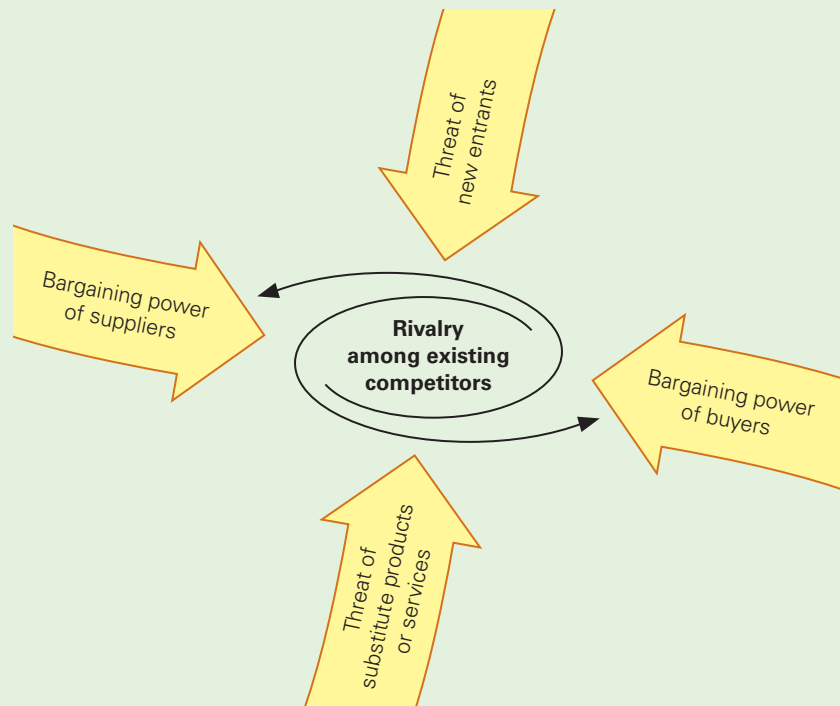 Threat of
new entrants
Bargaining power
of suppliers
Rivalry
among existing
competitors
Bargaining power
of buyers
Threat of
substitute products
or services